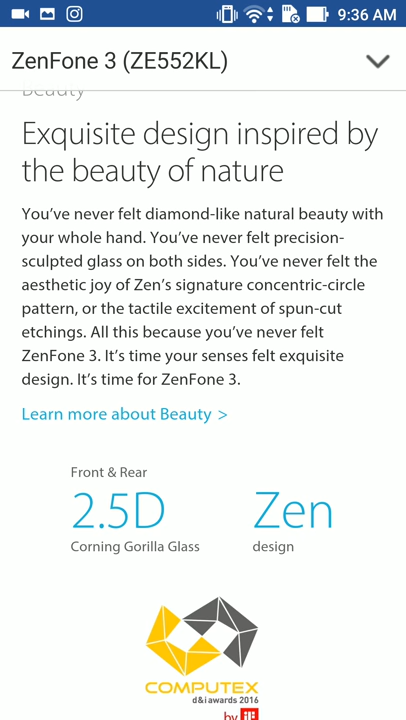 9:36 AM
ZenFone 3 (ZE552KL)
Beauty
Exquisite design inspired by
the beauty of nature
You've never felt diamond-like natural beauty with
your whole hand. You've never felt precision-
sculpted glass on both sides. You've never felt the
aesthetic joy of Zen's signature concentric-circle
pattern, or the tactile excitement of spun-cut
etchings. All this because you've never felt
ZenFone 3. It's time your senses felt exquisite
design. It's time for ZenFone 3.
Learn more about Beauty >
Front & Rear
2.5D
Corning Gorilla Glass
Zen
design
COMPUTEX
d&i awards 2016
by iF